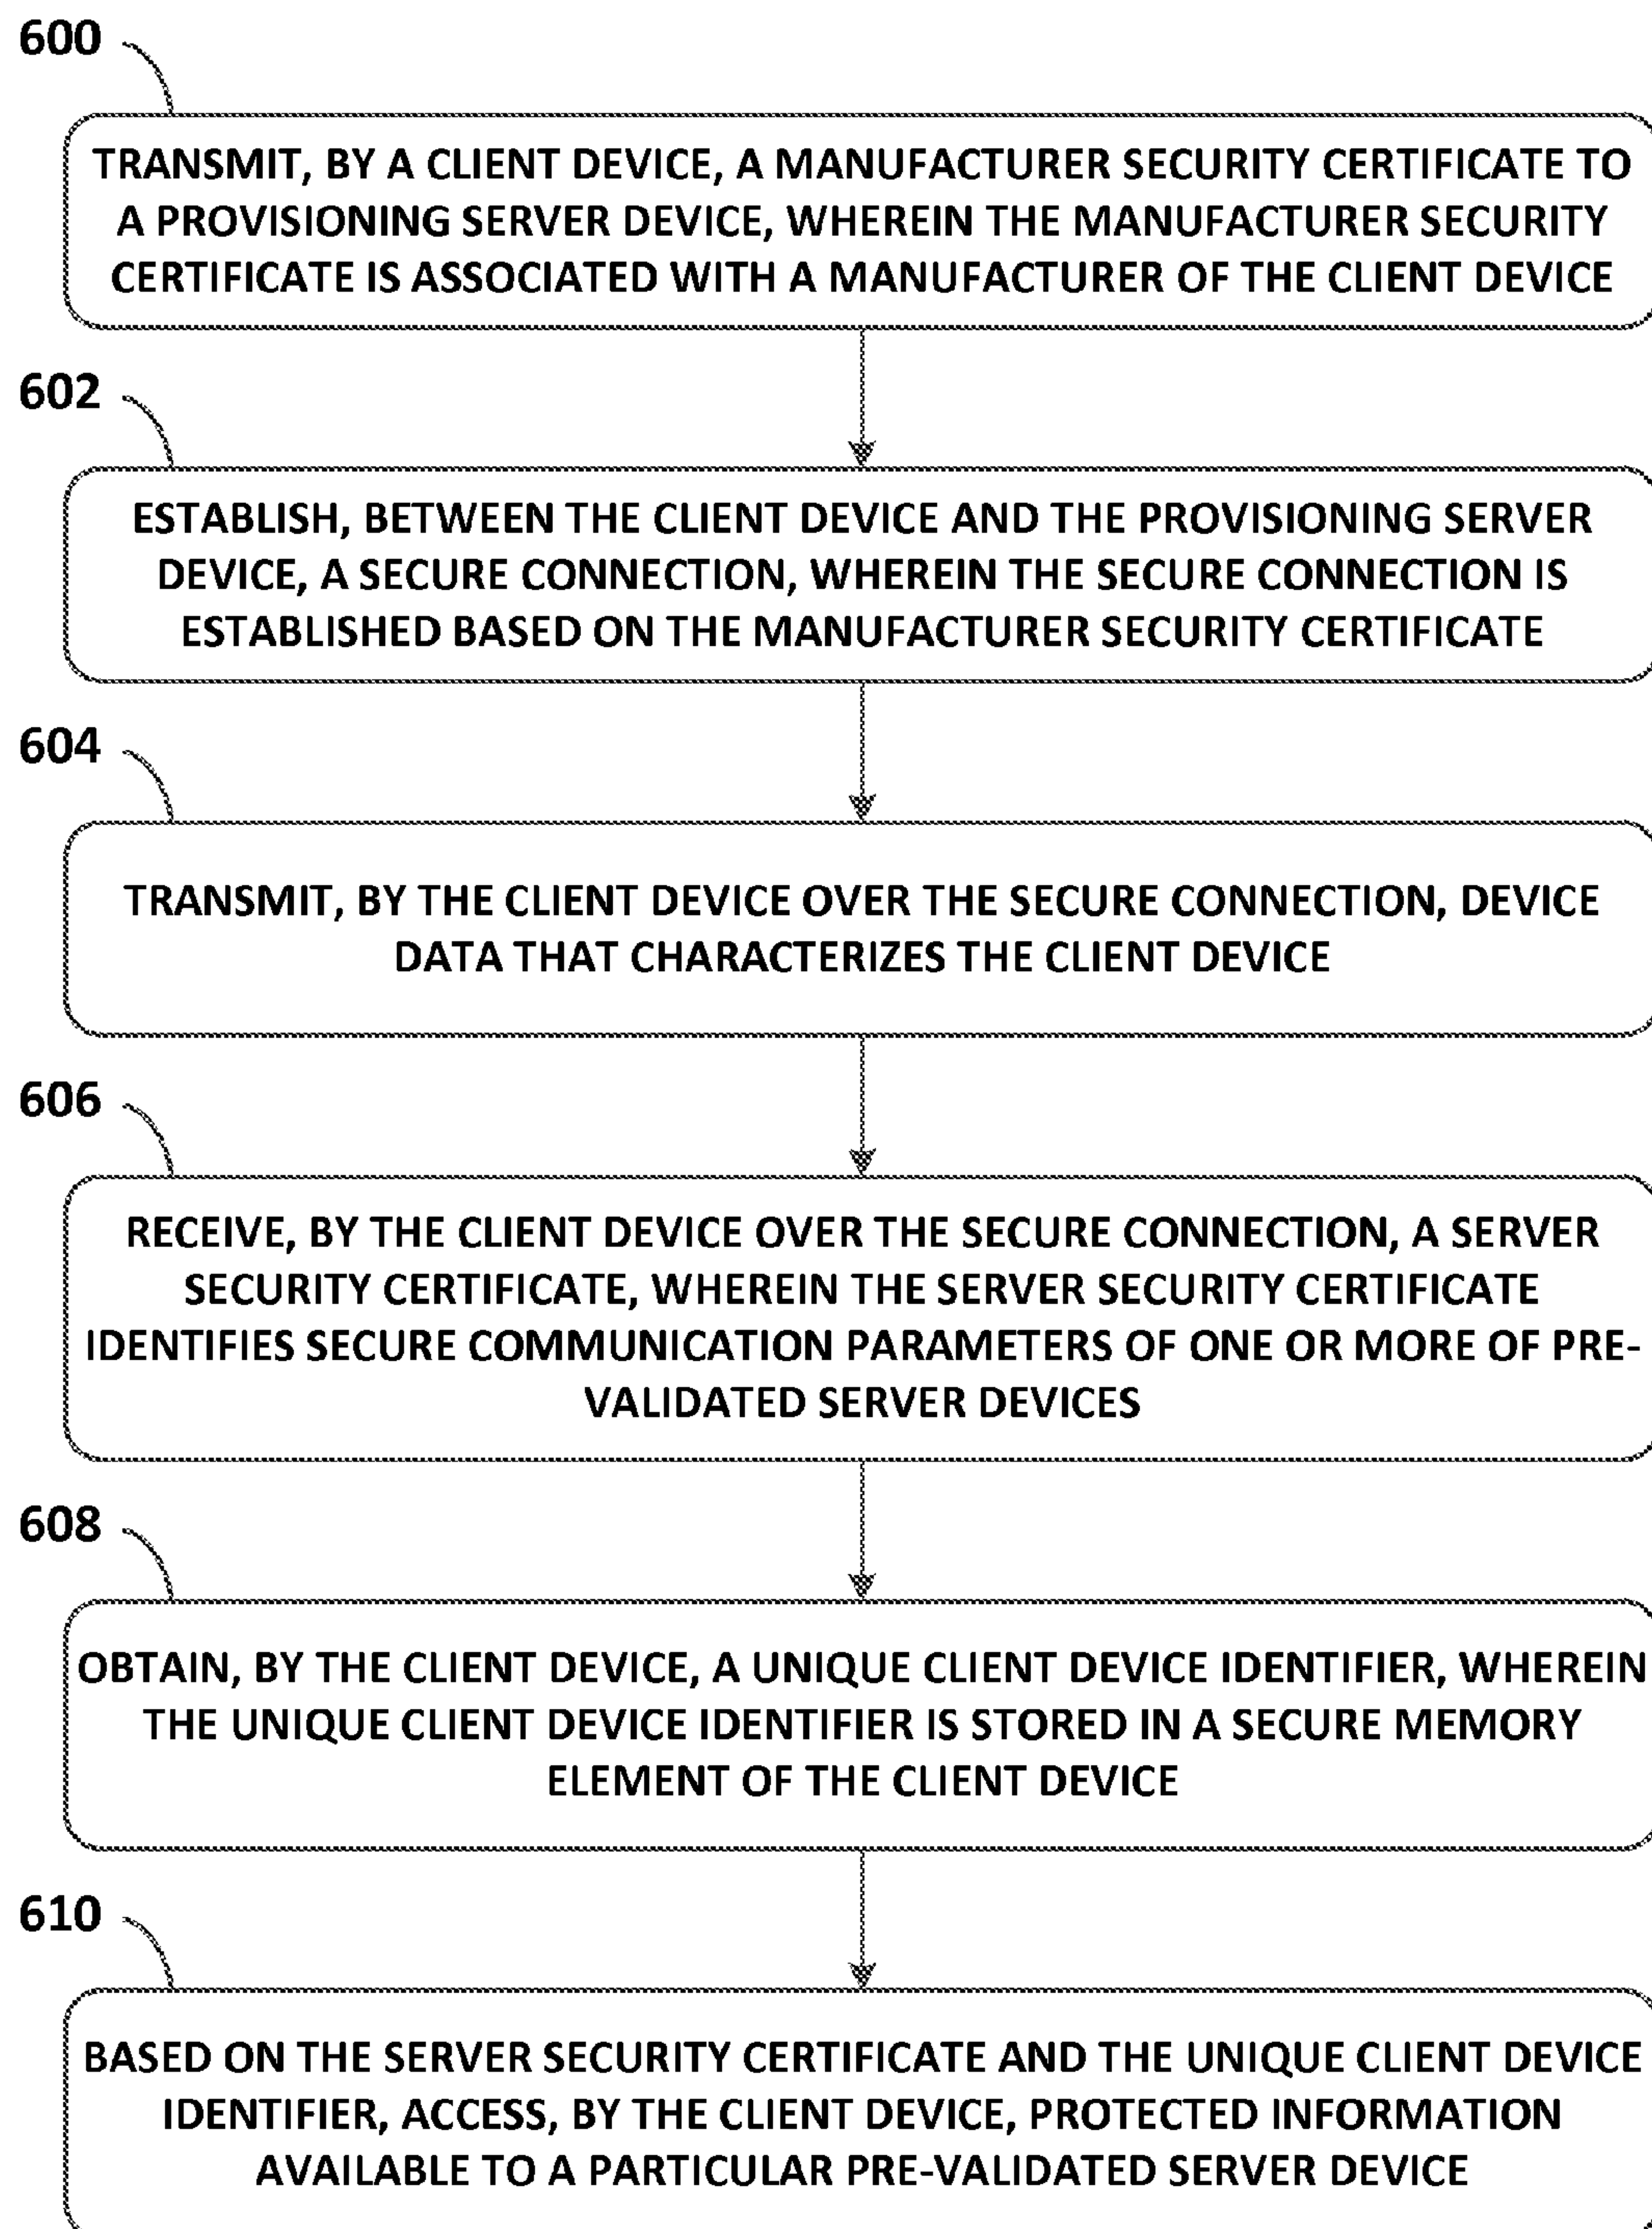 600
TRANSMIT, BY A CLIENT DEVICE, A MANUFACTURER SECURITY CERTIFICATE TO
A PROVISIONING SERVER DEVICE, WHEREIN THE MANUFACTURER SECURITY
CERTIFICATE IS ASSOCIATED WITH A MANUFACTURER OF THE CLIENT DEVICE
602
ESTABLISH, BETWEEN THE CLIENT DEVICE AND THE PROVISIONING SERVER
DEVICE, A SECURE CONNECTION, WHEREIN THE SECURE CONNECTION IS
ESTABLISHED BASED ON THE MANUFACTURER SECURITY CERTIFICATE
604
TRANSMIT, BY THE CLIENT DEVICE OVER THE SECURE CONNECTION, DEVICE
DATA THAT CHARACTERIZES THE CLIENT DEVICE
606
RECEIVE, BY THE CLIENT DEVICE OVER THE SECURE CONNECTION, A SERVER
SECURITY CERTIFICATE, WHEREIN THE SERVER SECURITY CERTIFICATE
IDENTIFIES SECURE COMMUNICATION PARAMETERS OF ONE OR MORE OF PRE-
VALIDATED SERVER DEVICES
608
OBTAIN, BY THE CLIENT DEVICE, A UNIQUE CLIENT DEVICE IDENTIFIER, WHEREIN
THE UNIQUE CLIENT DEVICE IDENTIFIER IS STORED IN A SECURE MEMORY
ELEMENT OF THE CLIENT DEVICE
610
BASED ON THE SERVER SECURITY CERTIFICATE AND THE UNIQUE CLIENT DEVICE
IDENTIFIER, ACCESS, BY THE CLIENT DEVICE, PROTECTED INFORMATION
AVAILABLE TO A PARTICULAR PRE-VALIDATED SERVER DEVICE